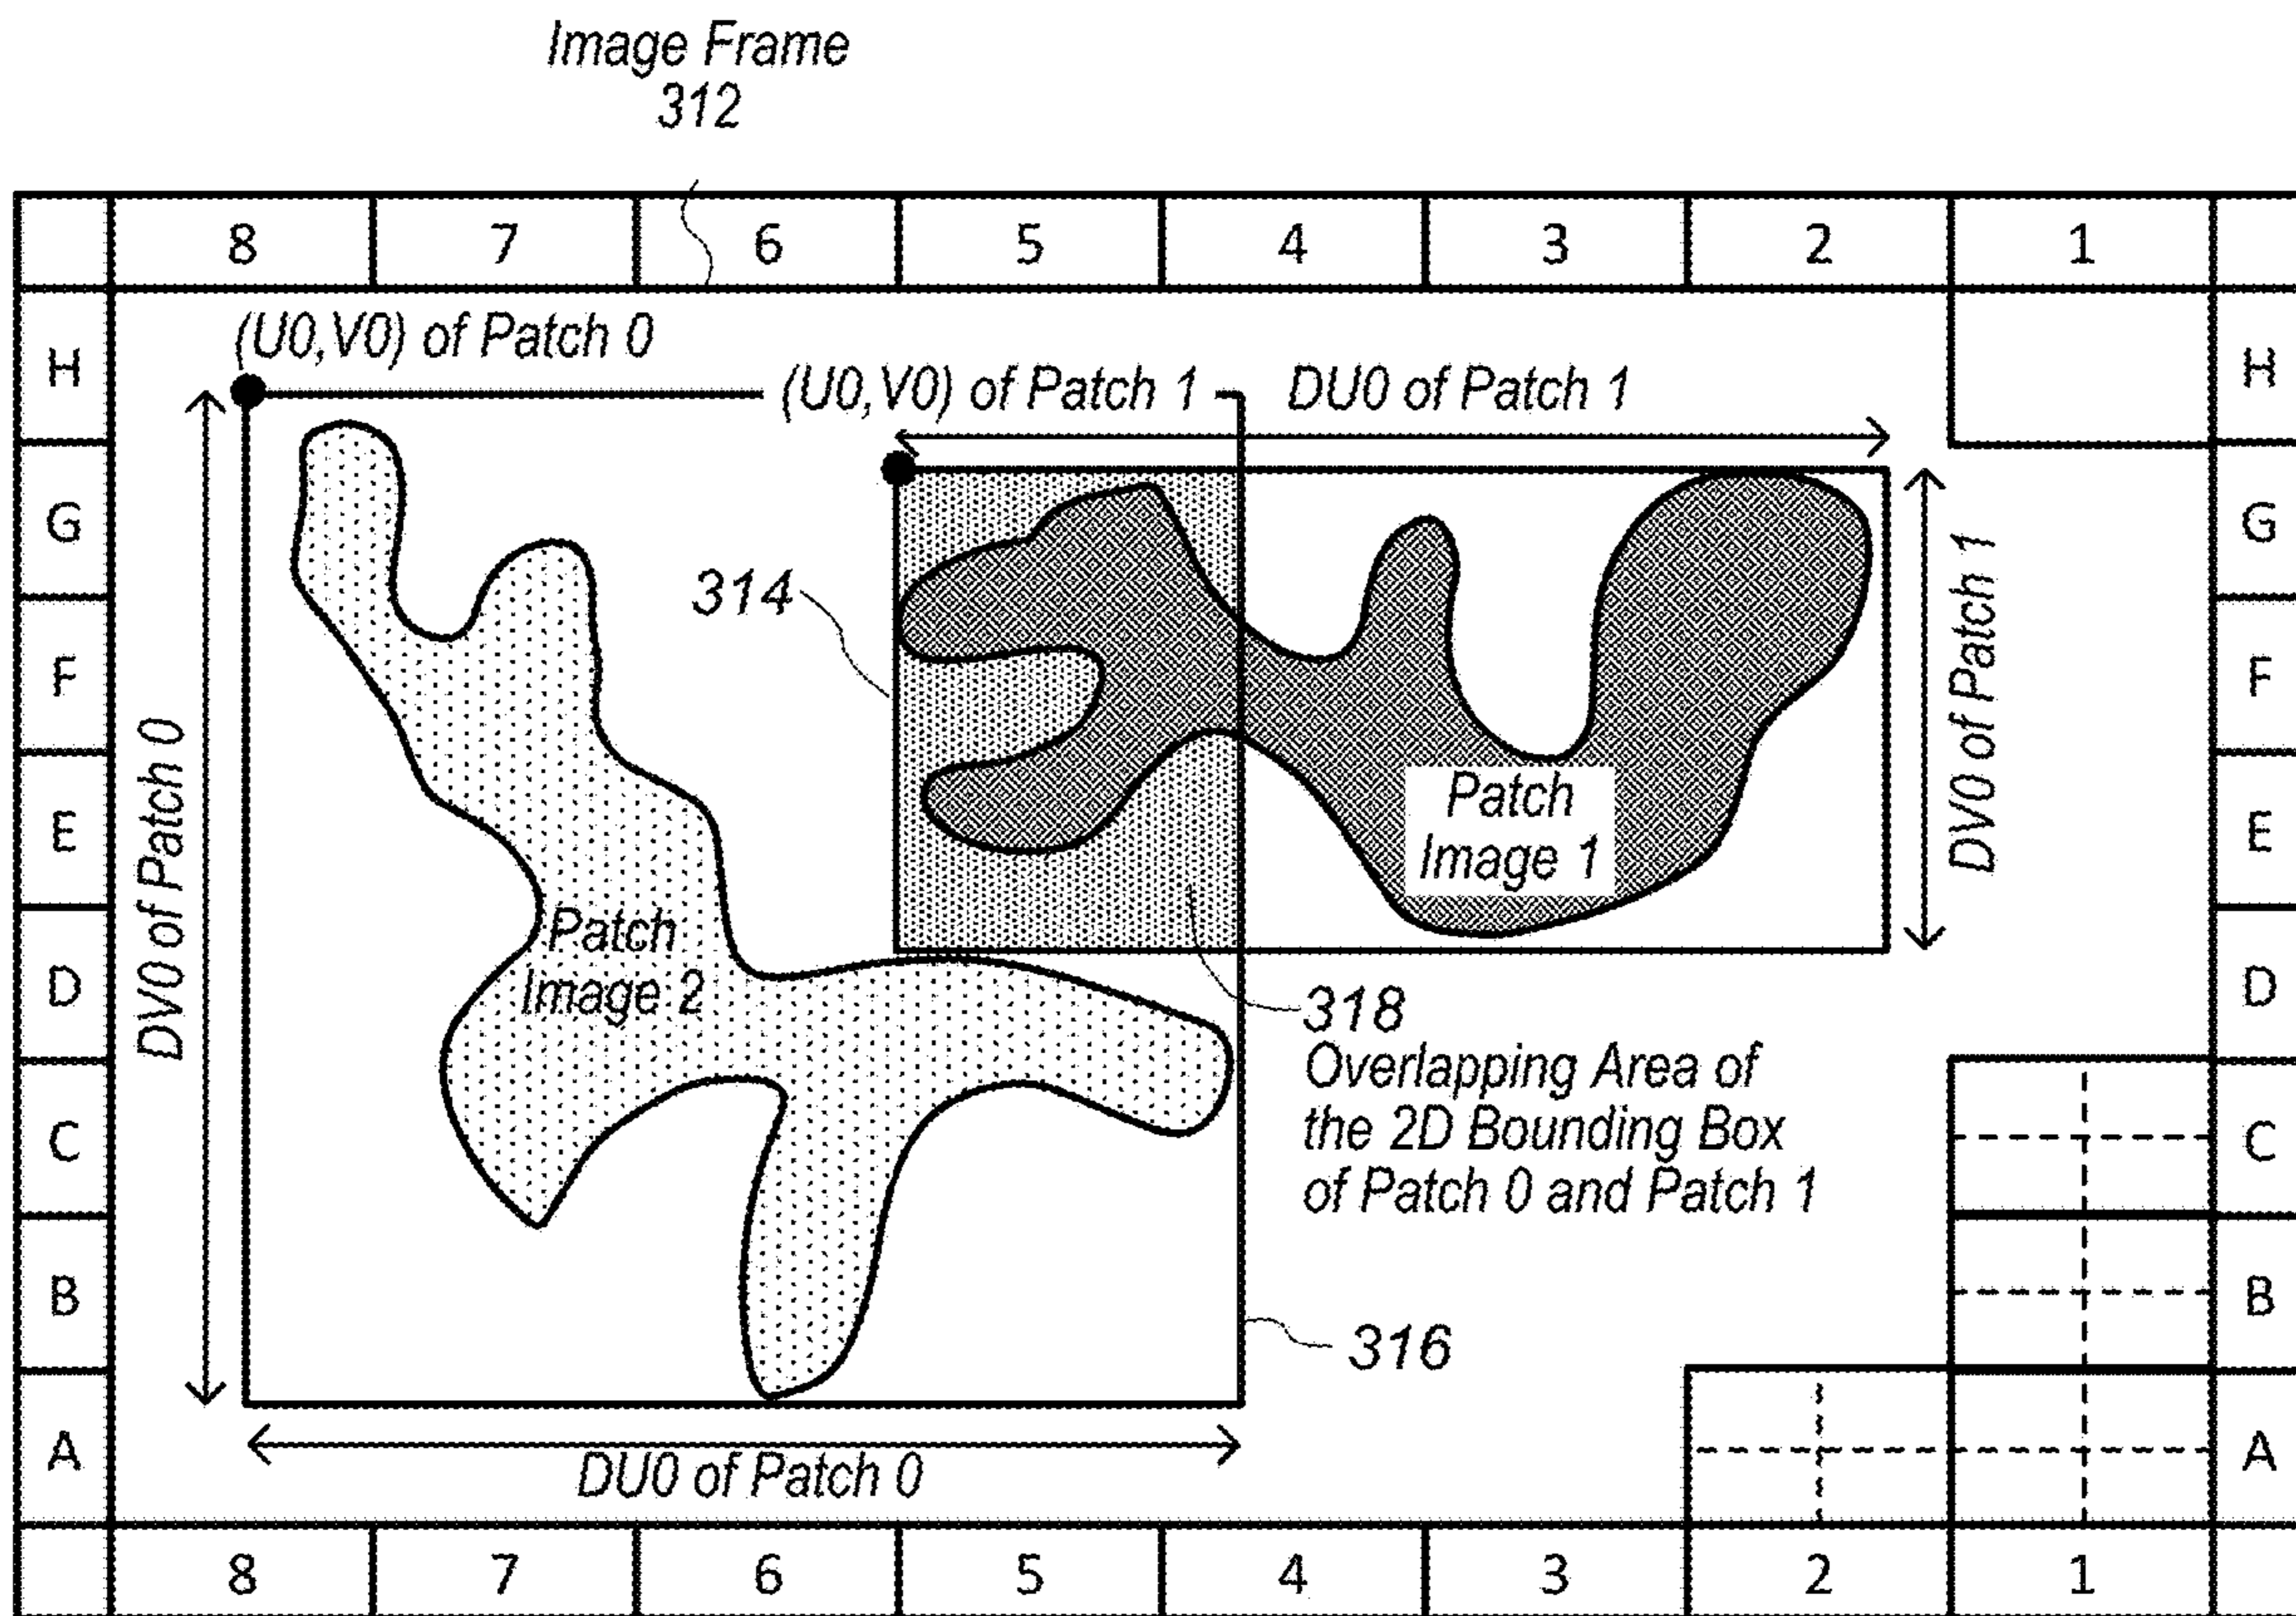 Image Frame
312
8 7 6 5 4 3 2 1
(U0,V0) of Patch 0
H H
(U0,V0) of Patch 1 DU0 of Patch 1
G G
314
DV0 of Patch 1
F F
DV0 of Patch 0
Patch
Image 1
E E
Patch
Image 2
D D
318
Overlapping Area of
the 2D Bounding Box
of Patch 0 and Patch 1
C C
B B
316
A A
DU0 of Patch 0
8 7 6 5 4 3 2 1